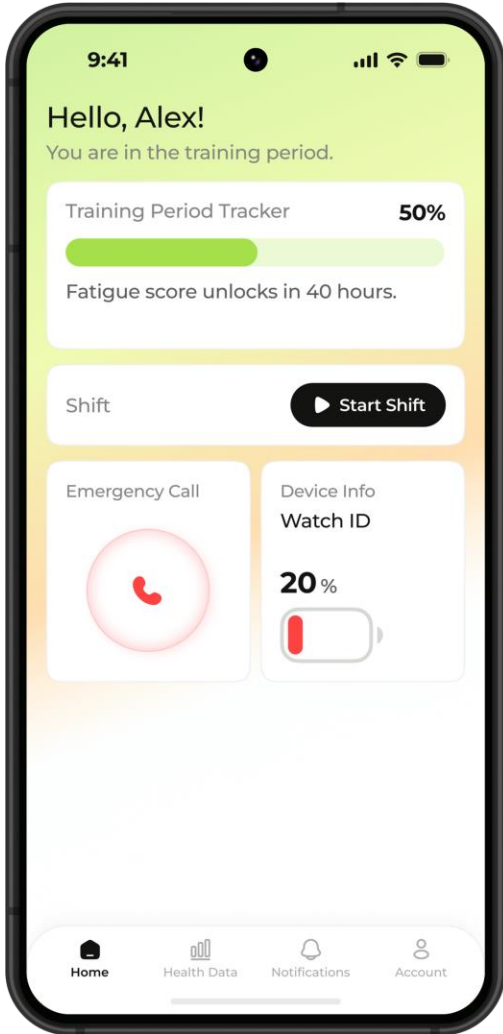 9:41
Hello, Alex!
You are in the training period.
Training Period Tracker 50%
Fatigue score unlocks in 40 hours.
Shift Start Shift
Emergency Call
Device Info
Watch ID
20 %
Home Health Data Notifications Account